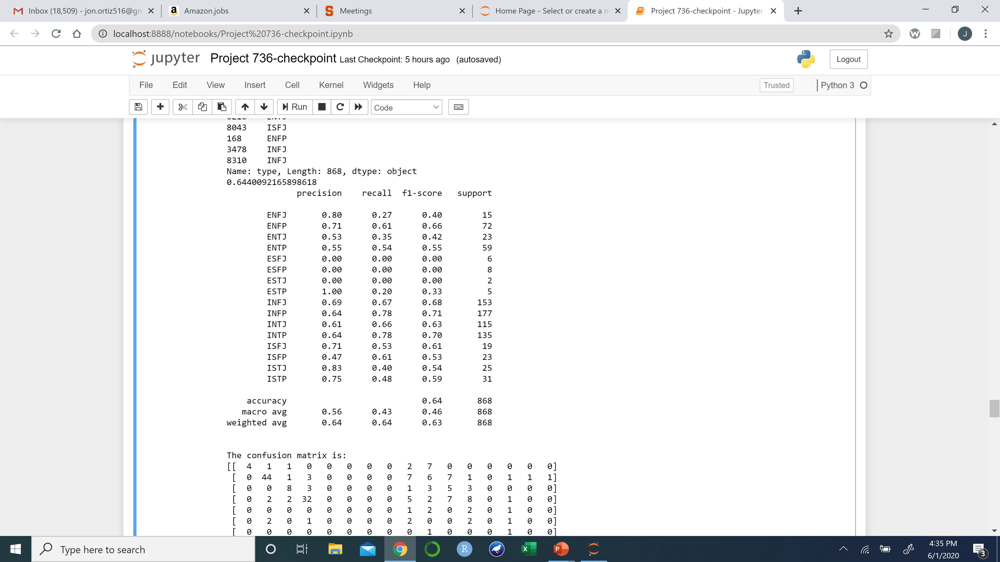 Inbox (18,509) - jon.ortiz516@gm
Amazon.jobs
Meetings
Home Page - Select or create a n
Project 736-checkpoint - Jupyter
localhost:8888/notebooks/Project%20736-checkpoint.ipynb
J
jupyter Project 736-checkpoint Last Checkpoint: 5 hours ago (autosaved)
Logout
File Edit View Insert Cell Kernel Widgets Help
Trusted Python 3
Run Code
8043 ISFJ
168 ENFP
3478 INFJ
8310 INFJ
Name: type, Length: 868, dtype: object
0.6440092165898618
precision recall f1-score support
ENFJ 0.80 0.27 0.40 15
ENFP 0.71 0.61 0.66 72
ENTJ 0.53 0.35 0.42 23
ENTP 0.55 0.54 0.55 59
ESFJ 0.00 0.00 0.00 6
ESFP 0.00 0.00 0.00 8
ESTJ 0.00 0.00 0.00 2
ESTP 1.00 0.20 0.33 5
INFJ 0.69 0.67 0.68 153
INFP 0.64 0.78 0.71 177
INTJ 0.61 0.66 0.63 115
INTP 0.64 0.78 0.70 135
ISFJ 0.71 0.53 0.61 19
ISFP 0.47 0.61 0.53 23
ISTJ 0.83 0.40 0.54 25
ISTP 0.75 0.48 0.59 31
accuracy 0.64 868
macro avg 0.56 0.43 0.46 868
weighted avg 0.64 0.64 0.63 868
The confusion matrix is:
[[ 4 1 1 0 0 0 0 0 2 7 0 0 0 0 0 0]
[ 0 44 1 3 0 0 0 0 7 6 7 1 0 1 1 1]
[ 0 0 8 3 0 0 0 0 1 3 5 3 0 0 0 0]
[ 0 2 2 32 0 0 0 0 5 2 7 8 0 1 0 0]
[ 0 0 0 0 0 0 0 0 1 2 0 2 0 1 0 0]
[ 0 2 0 1 0 0 0 0 2 0 0 2 0 1 0 0]
[ 0 0 0 0 0 0 0 0 0 1 0 0 0 1 0 0]
Type here to search
4:35 PM
6/1/2020
3